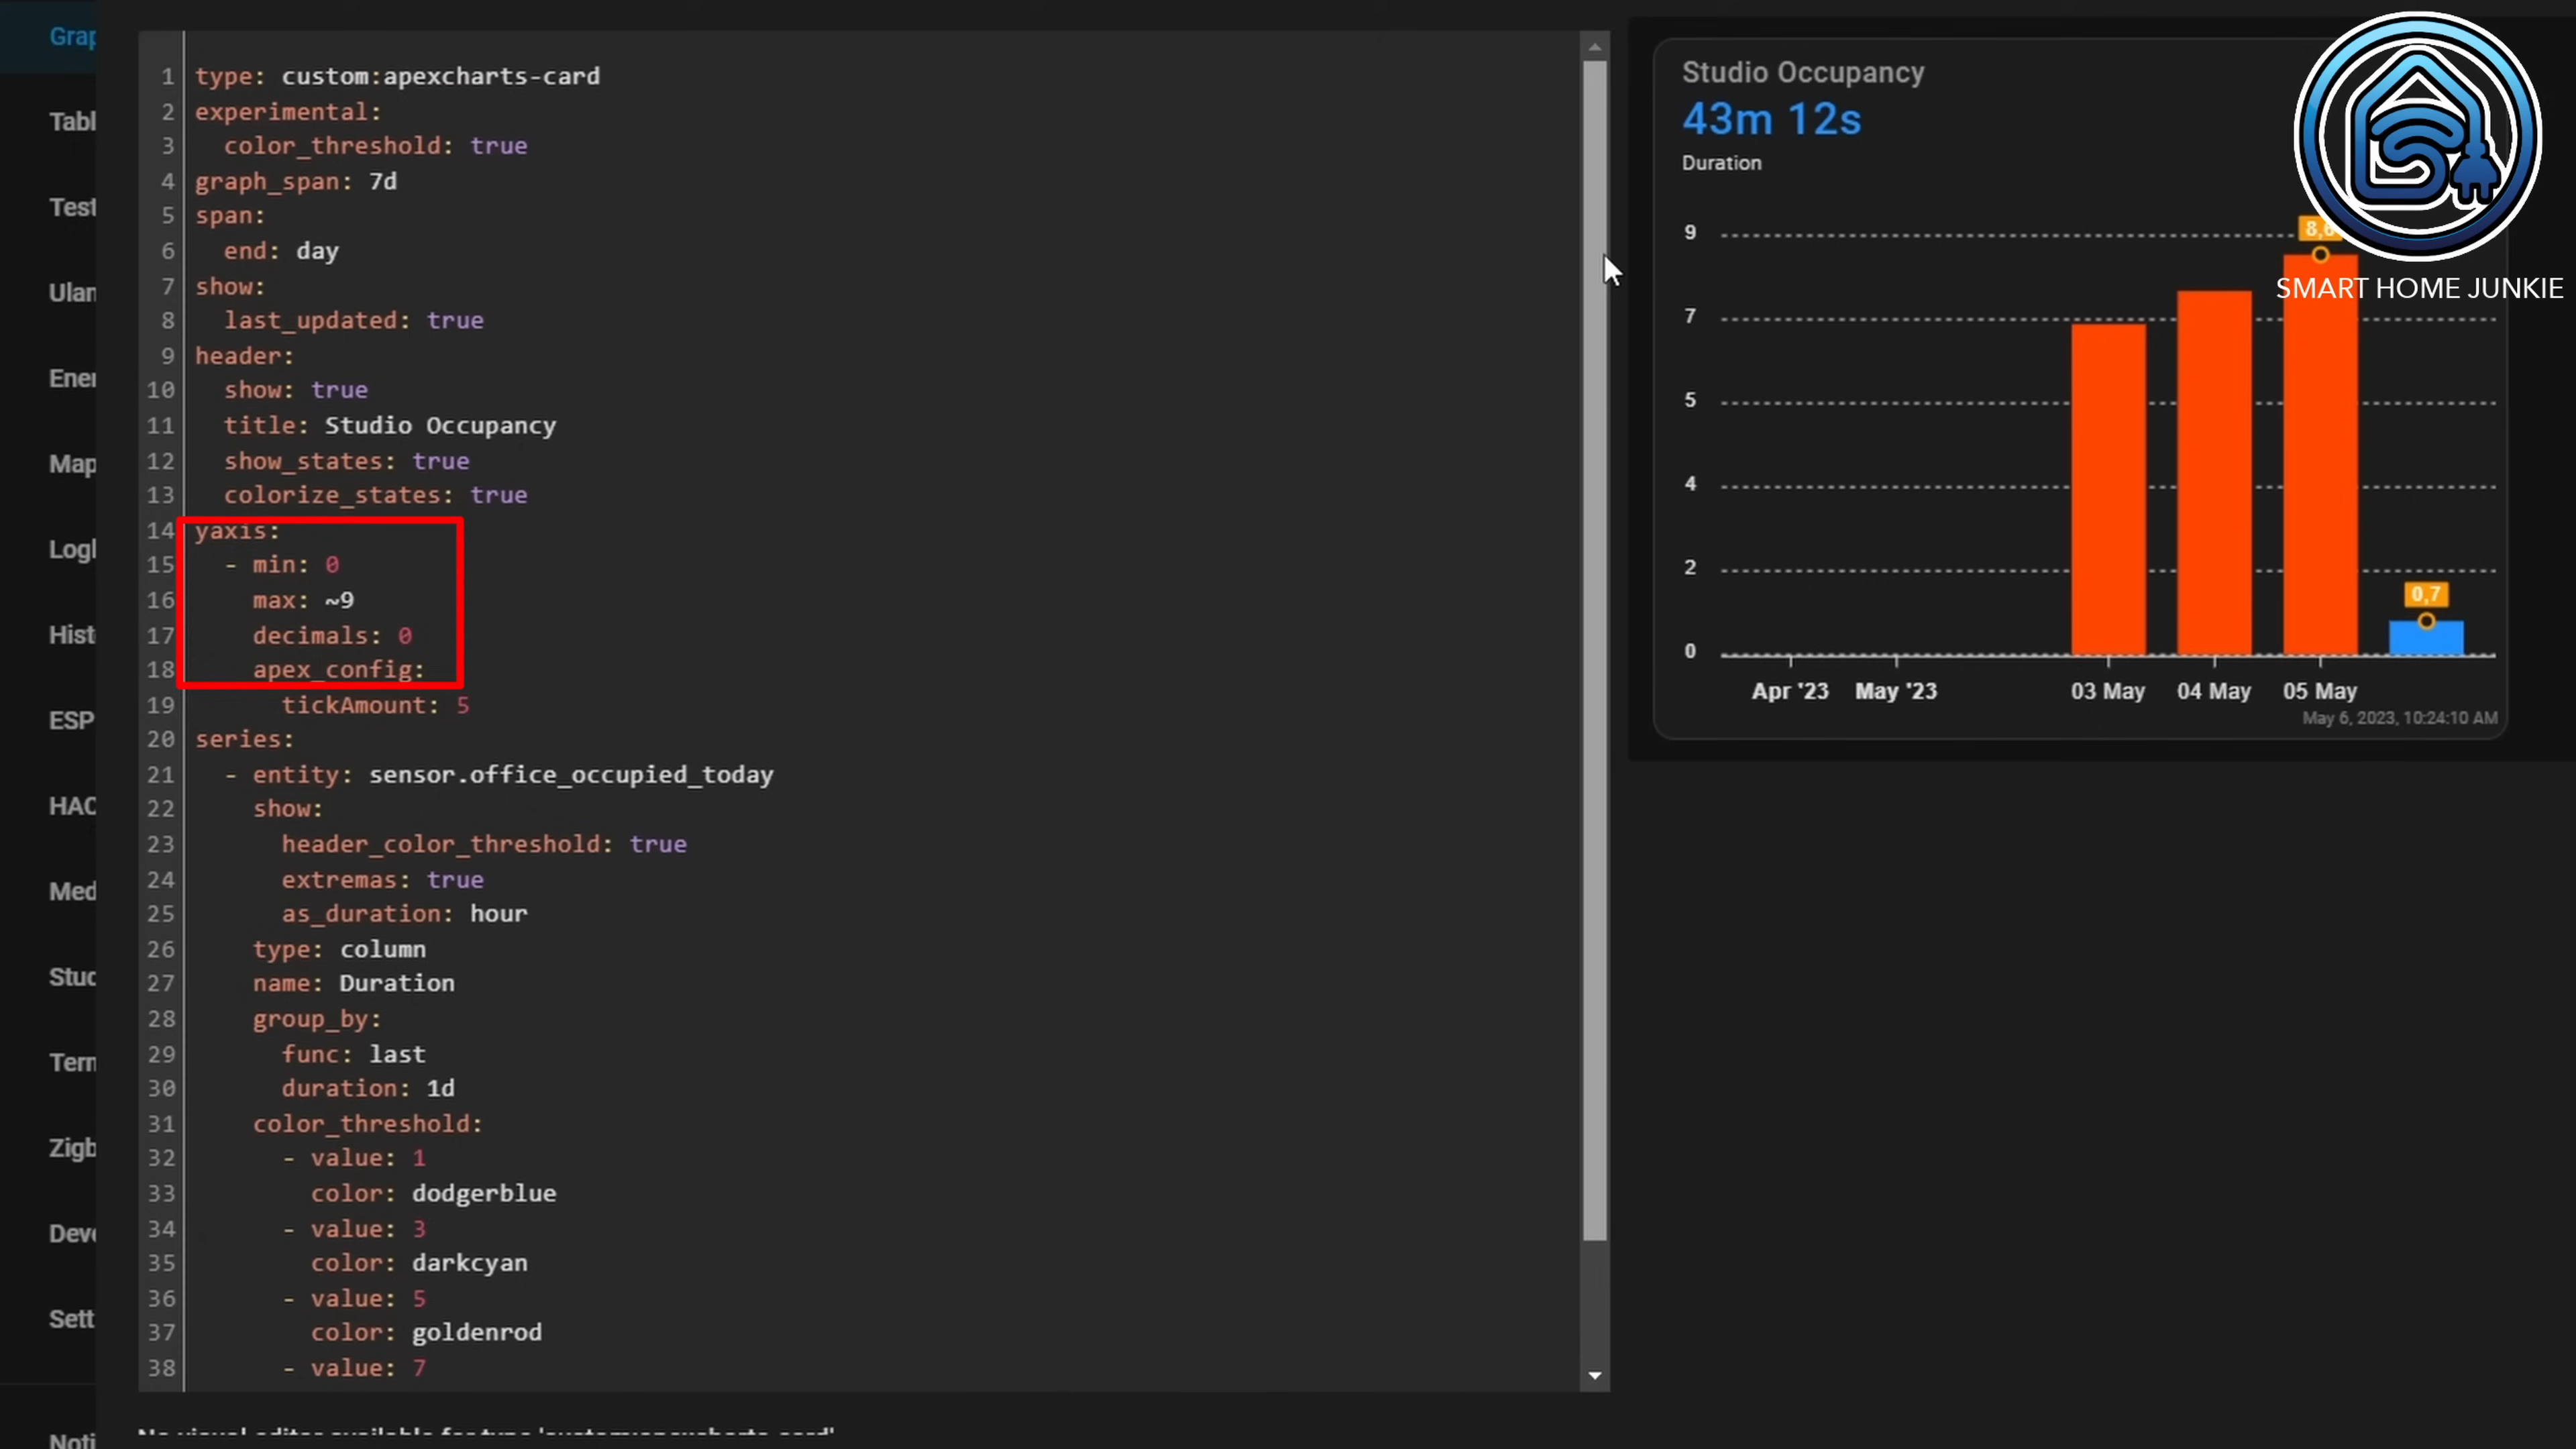 Grap
Tabl
Test
Ulan
Ener
Map
Logl
Hist
ESP
HAC
Med
Stud
Tern
Zigb
Deve
Sett
Noti
1 type: custom:apexcharts-card
2 experimental:
3 color_threshold: true
4 graph_span: 7d
5 span:
6 end: day
7 show:
8 last_updated: true
9 header:
10 show: true
11 title: Studio Occupancy
12 show_states: true
13 colorize_states: true
14 yaxis:
15 - min: 0
16 max: ~9
17 decimals: 0
18 apex_config:
19 tickAmount: 5
20 series:
21 - entity: sensor.office_occupied_today
22 show:
23 header_color_threshold: true
24 extremas: true
25 as_duration: hour
26 type: column
27 name: Duration
28 group_by:
29 func: last
30 duration: 1d
31 color_threshold:
32 - value: 1
33 color: dodgerblue
34 - value: 3
35 color: darkcyan
36 - value: 5
37 color: goldenrod
38 - value: 7
Studio Occupancy
43m 12s
Duration
SMART HOME JUNKIE
9
7
5
4
2
0
8,6
0,7
Apr '23 May '23 03 May 04 May 05 May
May 6, 2023, 10:24:10 AM